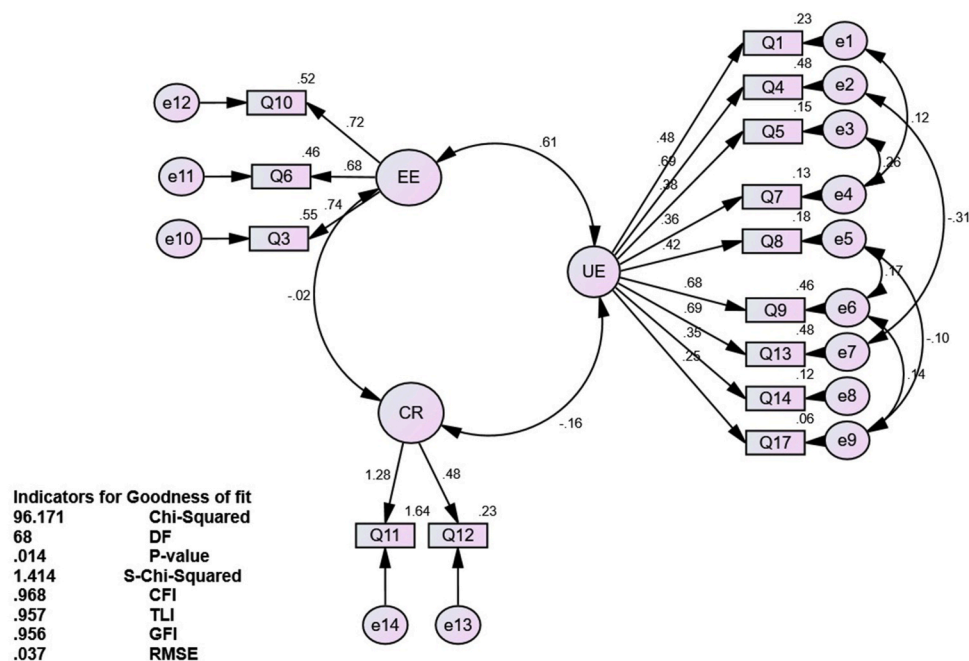 .23
Q1 e1
.48
Q4 e2
.15
Q5 e3
.13
Q7 e4
.18
Q8 e5
.46
Q9 e6
.48
Q13 e7
.12
Q14 e8
.06
Q17 e9
.12
.26
-.31
.17
-.10
.14
.48
.69
.38
.36
.42
.68
.69
.35
.25
UE
.61
-.16
EE
.52
e12 Q10
.72
.46
e11 Q6
.68
.55
e10 Q3
.74
-.02
CR
1.28 .48
1.64 .23
Q11 Q12
e14 e13
Indicators for Goodness of fit
96.171 Chi-Squared
68 DF
.014 P-value
1.414 S-Chi-Squared
.968 CFI
.957 TLI
.956 GFI
.037 RMSE